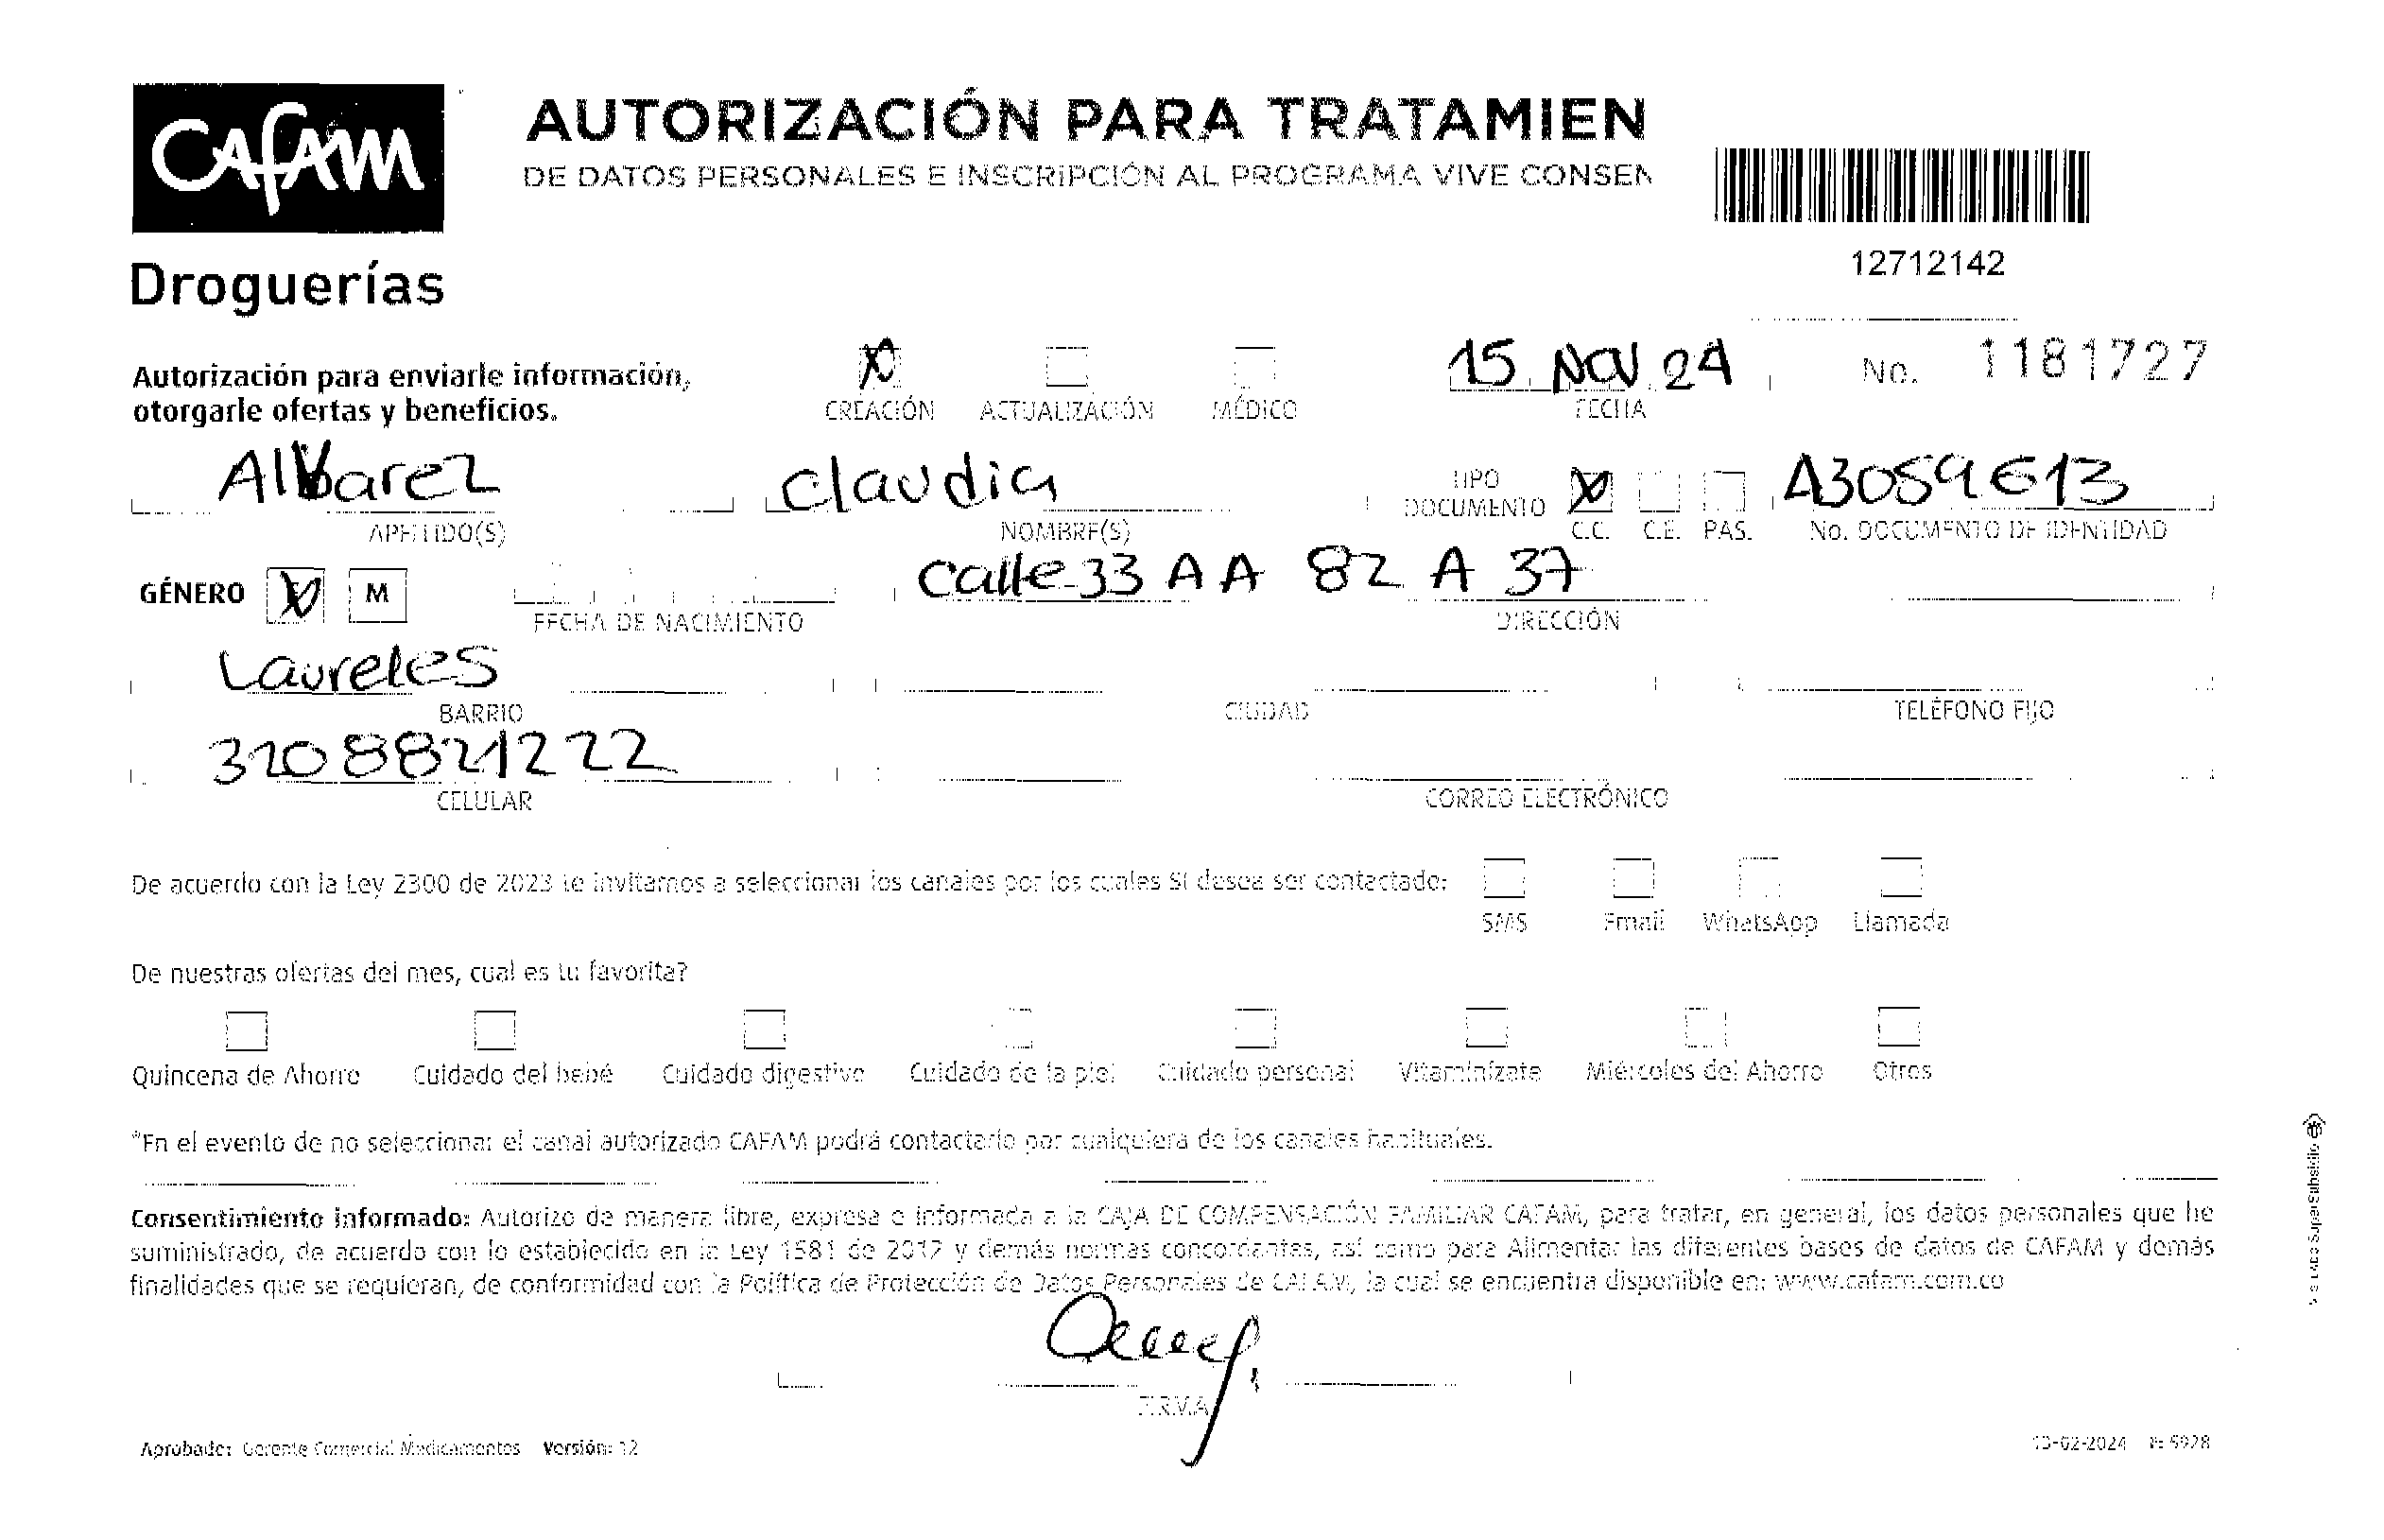 CAFAM
AUTORIZACIÓN PARA TRATAMIEN
DE DATOS PERSONALES E INSCRIPCIÓN AL PROGRAMA VIVE CONSEN
12712142
Droguerías
Autorización para enviarle información,
otorgarle ofertas y beneficios.
X CREACIÓN ACTUALIZACIÓN MÉDICO
15 NOV 24
FECHA
No. 1181727
Alvarez Claudia
APELLIDO(S) NOMBRE(S)
TIPO DOCUMENTO X C.C. C.E. PAS.
43059613
No. DOCUMENTO DE IDENTIDAD
GÉNERO X M
FECHA DE NACIMIENTO
Calle 33 AA 82 A 37
DIRECCIÓN
Laureles
BARRIO CIUDAD TELÉFONO FIJO
3208821222
CELULAR CORREO ELECTRÓNICO
De acuerdo con la Ley 2300 de 2023 te invitamos a seleccionar los canales por los cuales SI desea ser contactado:
SMS Email WhatsApp Llamada
De nuestras ofertas del mes, cual es tu favorita?
Quincena de Ahorro Cuidado del bebé Cuidado digestivo Cuidado de la piel Cuidado personal Vitaminízate Miércoles del Ahorro Otros
*En el evento de no seleccionar el canal autorizado CAFAM podrá contactarlo por cualquiera de los canales habituales.
Consentimiento informado: Autorizo de manera libre, expresa e informada a la CAJA DE COMPENSACIÓN FAMILIAR CAFAM, para tratar, en general, los datos personales que he
suministrado, de acuerdo con lo establecido en la Ley 1581 de 2012 y demás normas concordantes, así como para Alimentar las diferentes bases de datos de CAFAM y demás
finalidades que se requieran, de conformidad con la Política de Protección de Datos Personales de CAFAM, la cual se encuentra disponible en: www.cafam.com.co
FIRMA
Aprobado: Gerente Comercial Medicamentos Versión: 12
13-02-2024
SuperSubsidio